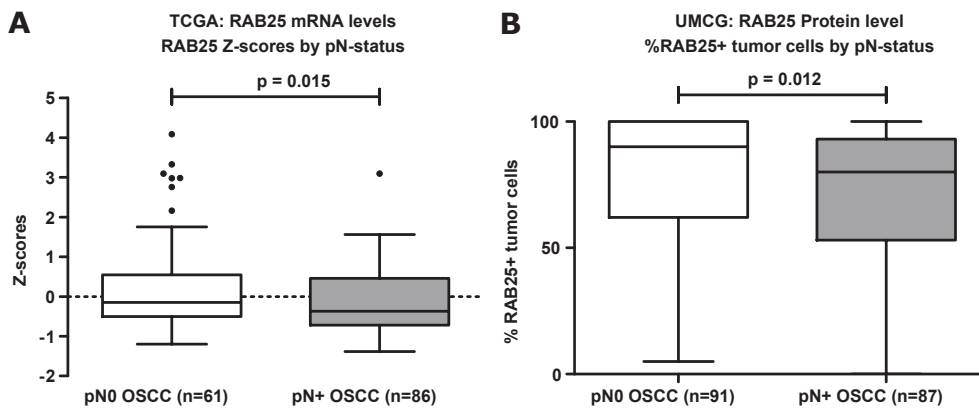 A
TCGA: RAB25 mRNA levels
RAB25 Z-scores by pN-status
p = 0.015
Z-scores
5
4
3
2
1
0
-1
-2
pN0 OSCC (n=61)
pN+ OSCC (n=86)
B
UMCG: RAB25 Protein level
%RAB25+ tumor cells by pN-status
p = 0.012
% RAB25+ tumor cells
100
50
0
pN0 OSCC (n=91)
pN+ OSCC (n=87)